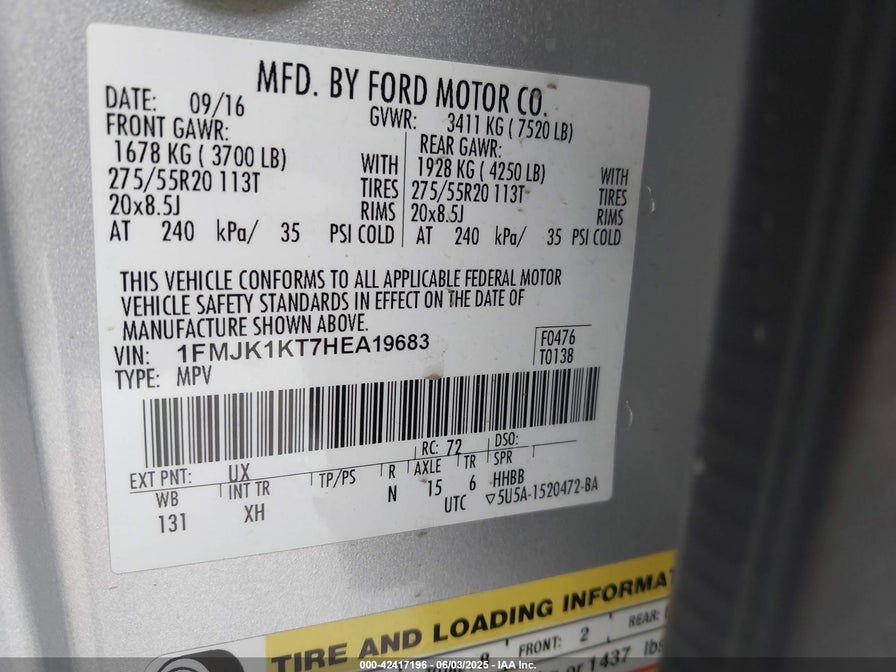 MFD. BY FORD MOTOR CO.
DATE: 09/16 GVWR: 3411 KG ( 7520 LB)
FRONT GAWR: REAR GAWR:
1678 KG ( 3700 LB) WITH 1928 KG ( 4250 LB) WITH
275/55R20 113T TIRES 275/55R20 113T TIRES
20x8.5J RIMS 20x8.5J RIMS
AT 240 kPa/ 35 PSI COLD AT 240 kPa/ 35 PSI COLD
THIS VEHICLE CONFORMS TO ALL APPLICABLE FEDERAL MOTOR
VEHICLE SAFETY STANDARDS IN EFFECT ON THE DATE OF
MANUFACTURE SHOWN ABOVE.
VIN: 1FMJK1KT7HEA19683 F0476
TYPE: MPV T0138
EXT PNT: UX RC: 72 DSO:
WB INT TR TP/PS R AXLE TR SPR
131 XH N 15 6 HHBB
UTC ▽5U5A-1520472-BA
TIRE AND LOADING INFORMA
FRONT: 2 REAR:
or 1437 lbs
000-42417196 - 06/03/2025 - IAA Inc.